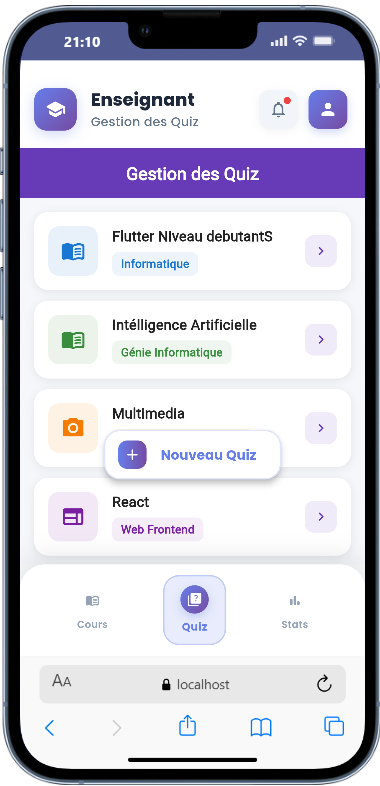 21:10
Enseignant
Gestion des Quiz
Gestion des Quiz
Flutter Niveau debutantS
Informatique
Intélligence Artificielle
Génie Informatique
Multimedia
Nouveau Quiz
React
Web Frontend
Cours
Quiz
Stats
AA
localhost